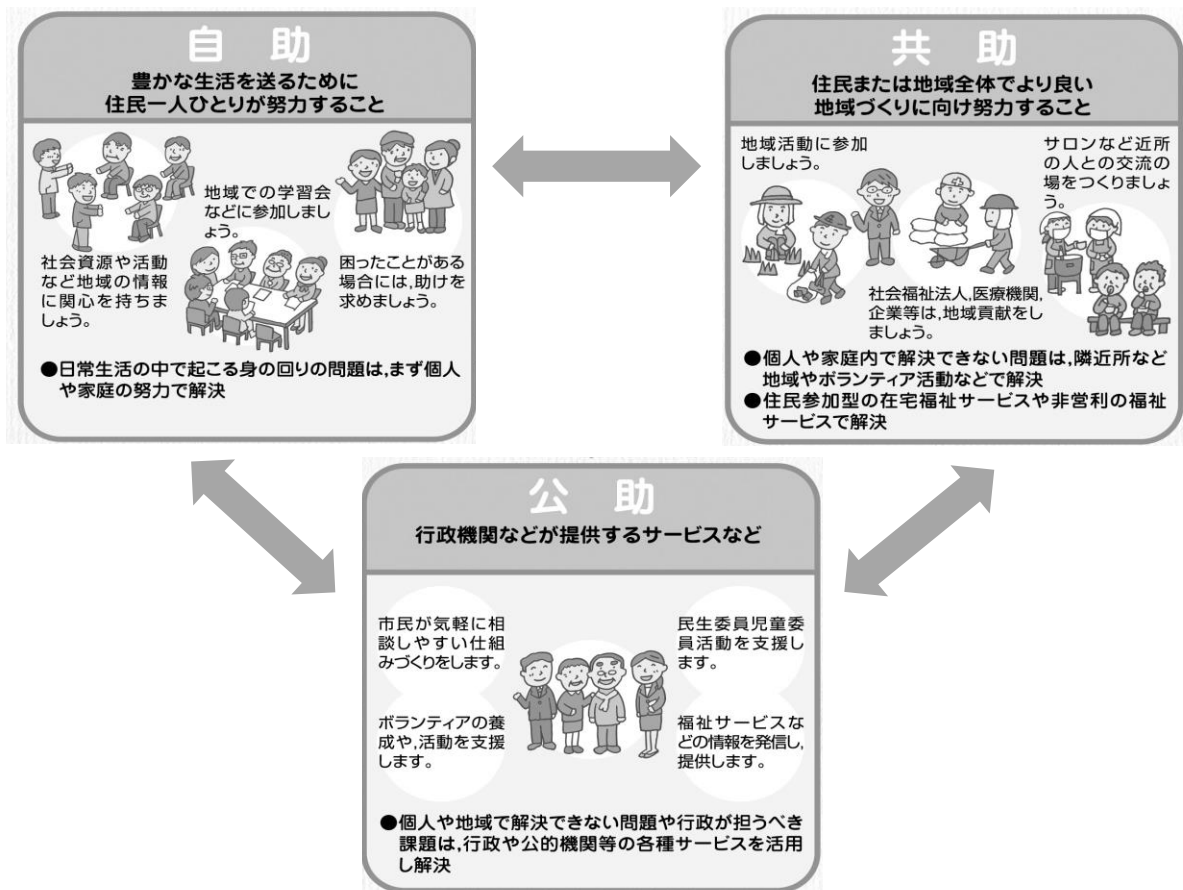 自 助
豊かな生活を送るために
住民一人ひとりが努力すること
地域での学習会
などに参加しまし
ょう。
社会資源や活動
など地域の情報
に関心を持ちま
しょう。
困ったことがある
場合には,助けを
求めましょう。
●日常生活の中で起こる身の回りの問題は,まず個人
や家庭の努力で解決
共 助
住民または地域全体でより良い
地域づくりに向け努力すること
地域活動に参加
しましょう。
サロンなど近所
の人との交流の
場をつくりましょ
う。
社会福祉法人,医療機関,
企業等は,地域貢献をし
ましょう。
●個人や家庭内で解決できない問題は,隣近所など
地域やボランティア活動などで解決
●住民参加型の在宅福祉サービスや非営利の福祉
サービスで解決
公 助
行政機関などが提供するサービスなど
市民が気軽に相
談しやすい仕組
みづくりをします。
民生委員児童委
員活動を支援し
ます。
ボランティアの養
成や,活動を支援
します。
福祉サービスな
どの情報を発信し,
提供します。
●個人や地域で解決できない問題や行政が担うべき
課題は,行政や公的機関等の各種サービスを活用
し解決